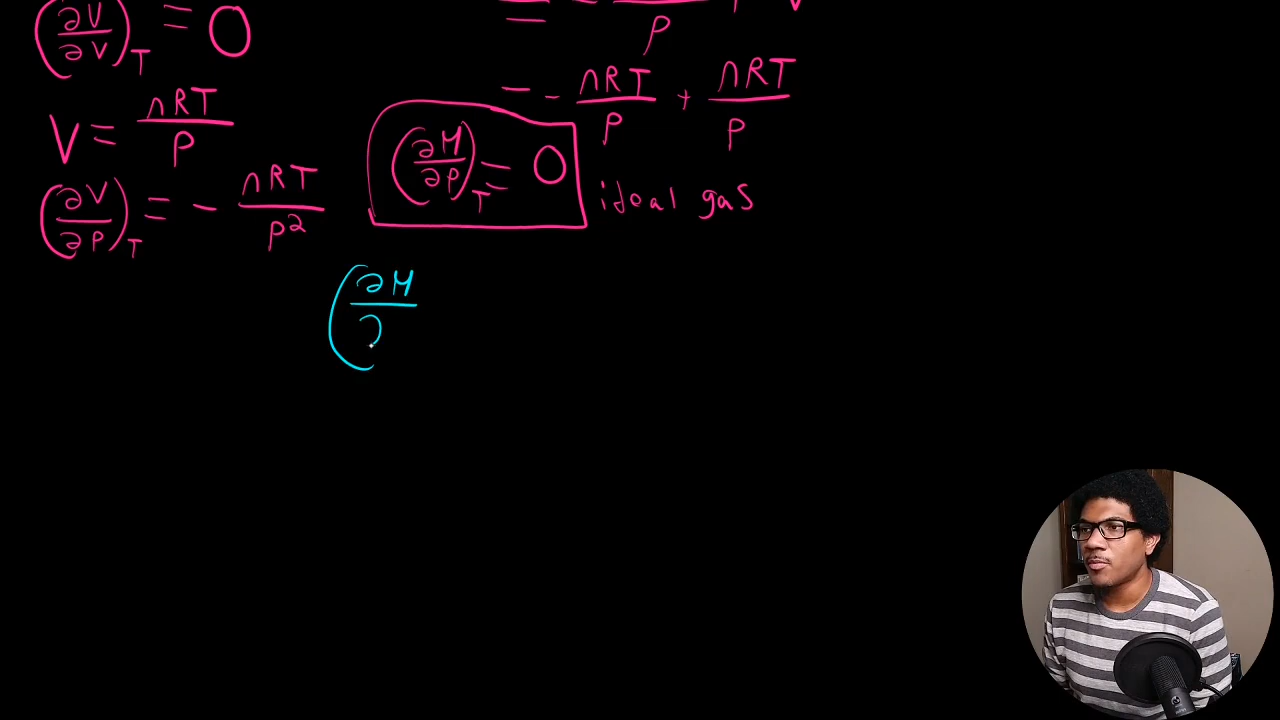 (∂U/∂V)_T = 0
V = nRT/P
(∂V/∂P)_T = - nRT/P²
P + V
= - nRT/P + nRT/P
(∂H/∂P)_T = 0
ideal gas
(∂H/∂